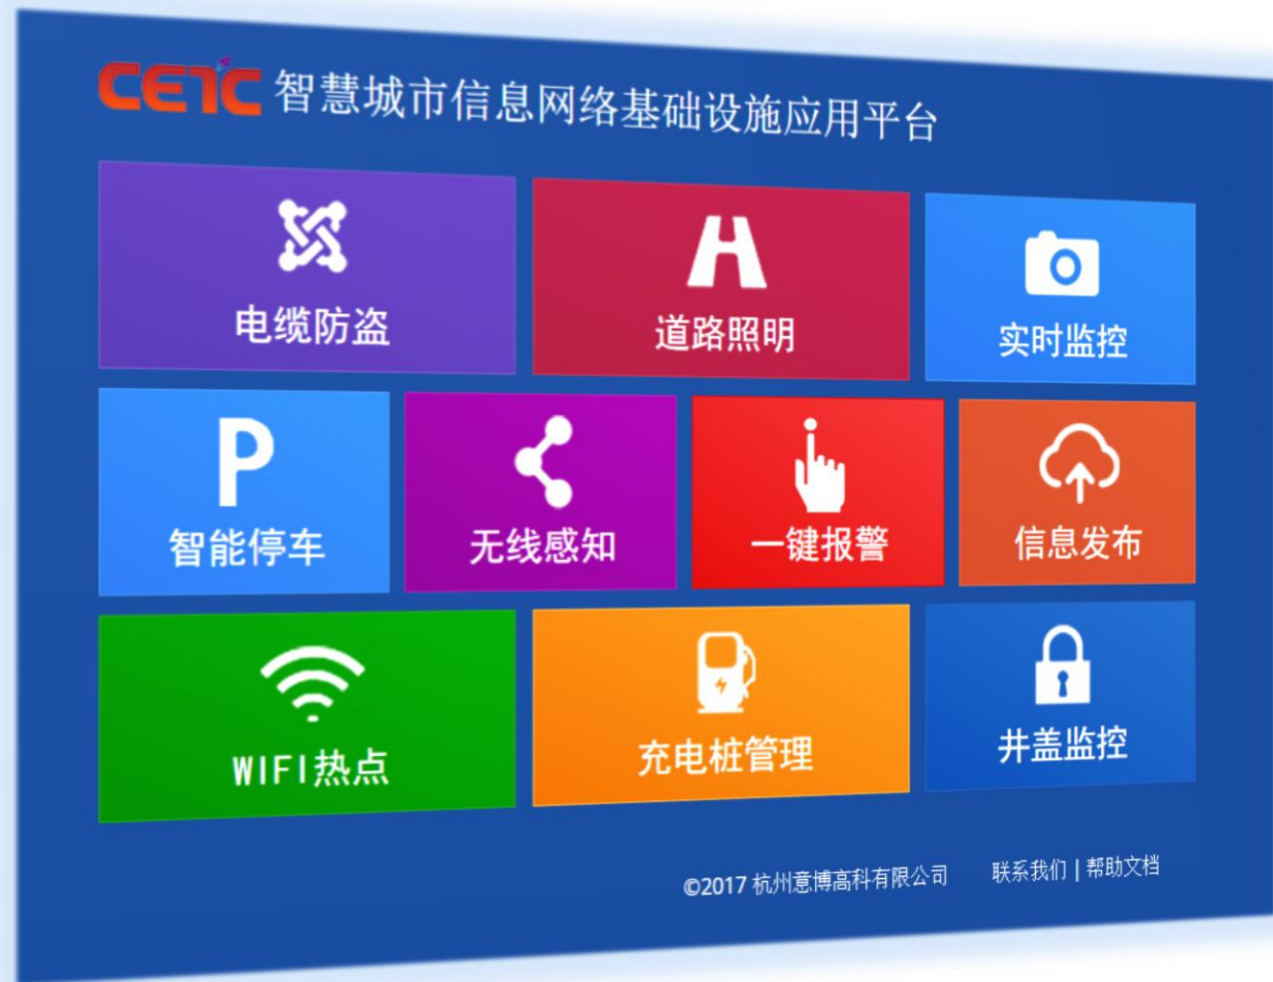 CETC 智慧城市信息网络基础设施应用平台
电缆防盗
道路照明
实时监控
P
智能停车
无线感知
一键报警
信息发布
WIFI热点
充电桩管理
井盖监控
©2017 杭州意博高科有限公司 联系我们 | 帮助文档